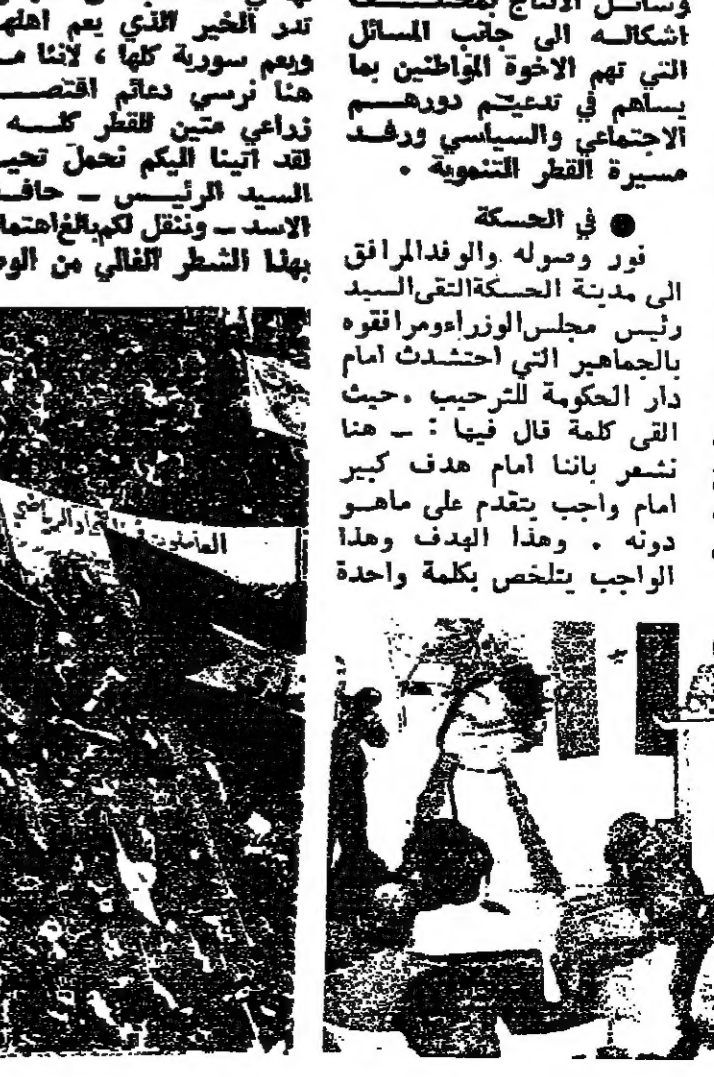 وسائل الانتاج بمختلف
اشكاله الى جانب المسائل
التي تهم الاخوة المواطنين بما
يساهم في تدعيم دورهم
الاجتماعي والسياسي ورفد
مسيرة القطر التنموية .
● في الحسكة
فور وصوله والوفد المرافق
الى مدينة الحسكة التقى السيد
رئيس مجلس الوزراء ومرافقوه
بالجماهير التي احتشدت امام
دار الحكومة للترحيب . حيث
القى كلمة قال فيها : ــ هنا
نشعر باننا امام هدف كبير
امام واجب يتقدم على ماهو
دونه . وهذا الهدف وهذا
الواجب يتلخص بكلمة واحدة
تدر الخير الذي يعم اهلها
ويعم سورية كلها ، لاننا
هنا نرسي دعائم
زراعي متين للقطر كله
لقد اتينا اليكم نحمل
السيد الرئيس ــ حافظ
الاسد ــ وننقل لكم بالغ
بهذا الشطر الغالي من
العاملون